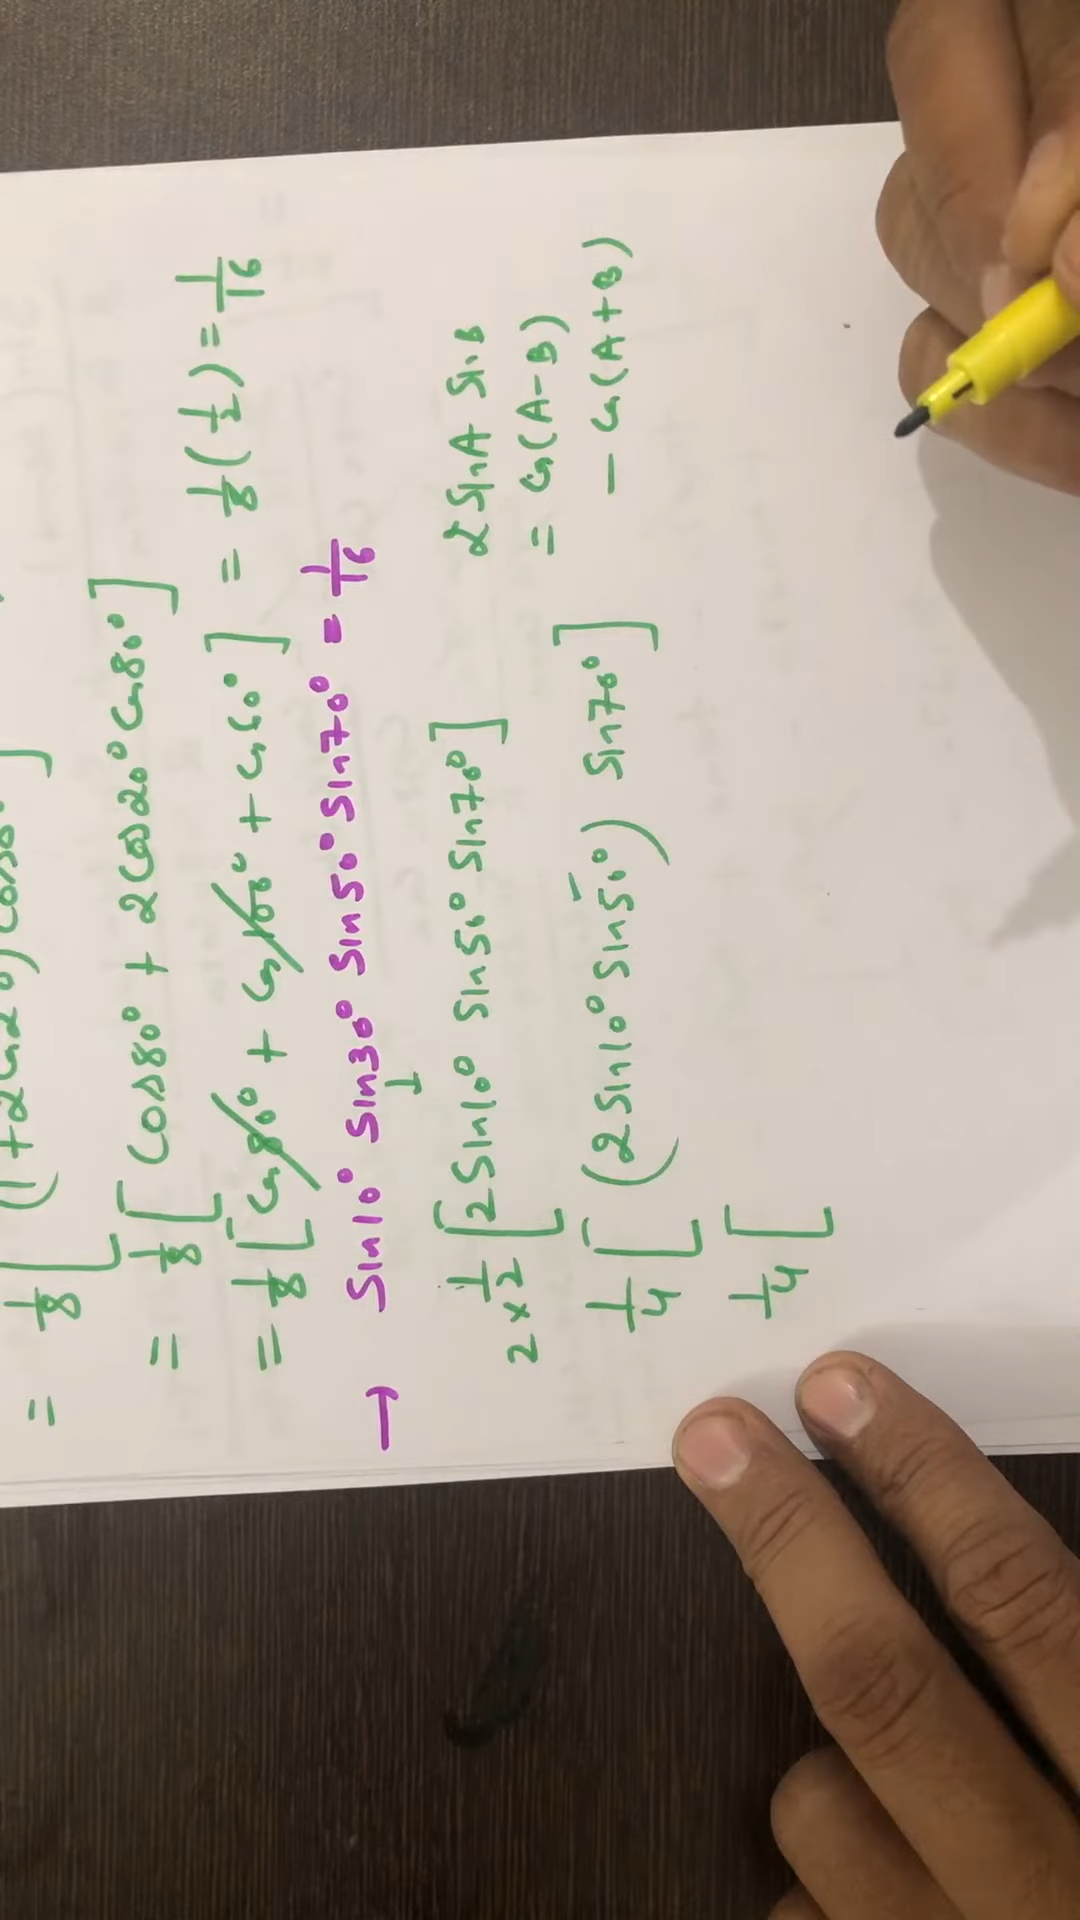 = 1/8 [ (1+2cos20°) cos80° ]
= 1/8 [ Cos80° + 2Cos20°Cos80° ]
= 1/8 [ Cos80° + Cos100° + Cos60° ] = 1/8 (1/2) = 1/16
→ Sin10° Sin30° Sin50° Sin70° = 1/16
2×1/2 [ 2Sin10° Sin50° Sin70° ]
2 SinA SinB
= Cos(A-B)
- Cos(A+B)
1/4 [ (2Sin10° Sin50°) Sin70° ]
1/4 [